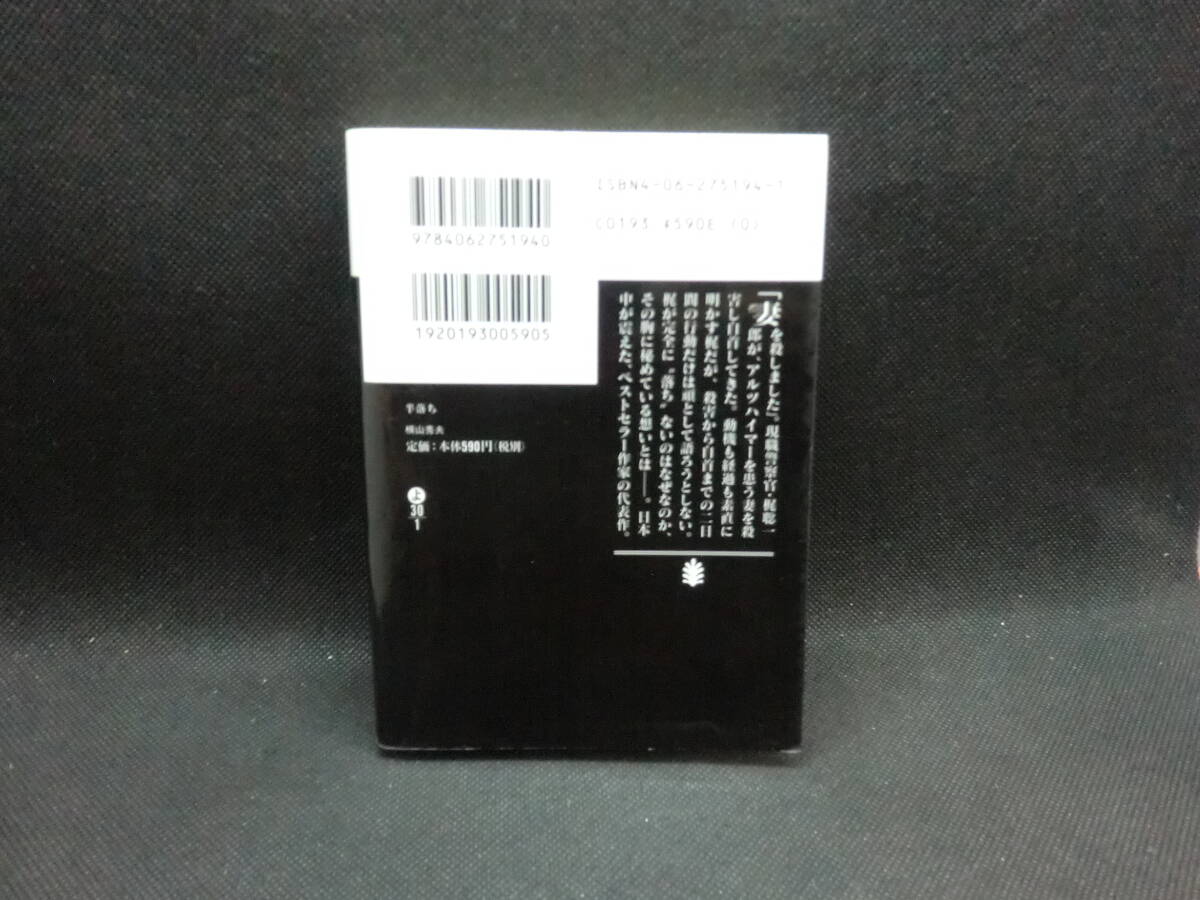 ISBN4-06-275194-1
C0193 ¥590E (0)
9784062751940
1920193005905
「妻を殺しました」。現職警察官・梶聡一
郎が、アルツハイマーを患う妻を殺
害し自首してきた。動機も経過も素直に
明かす梶だが、殺害から自首までの二日
間の行動だけは頑として語ろうとしない。
梶が完全に〝落ち〟ないのはなぜなのか、
その胸に秘めている想いとは――。日本
中が震えた、ベストセラー作家の代表作。
半落ち
横山秀夫
定価：本体590円（税別）
よ
30
1